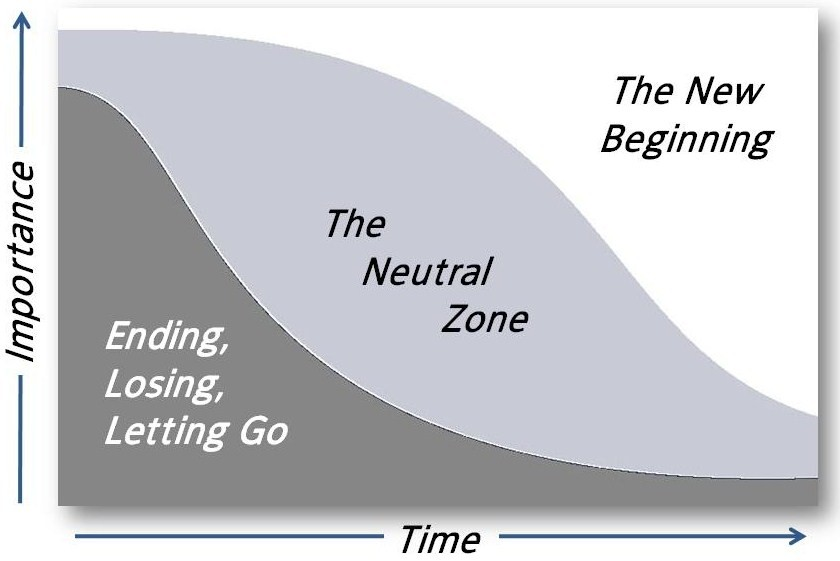 Importance
The New
Beginning
The
Neutral
Zone
Ending,
Losing,
Letting Go
Time